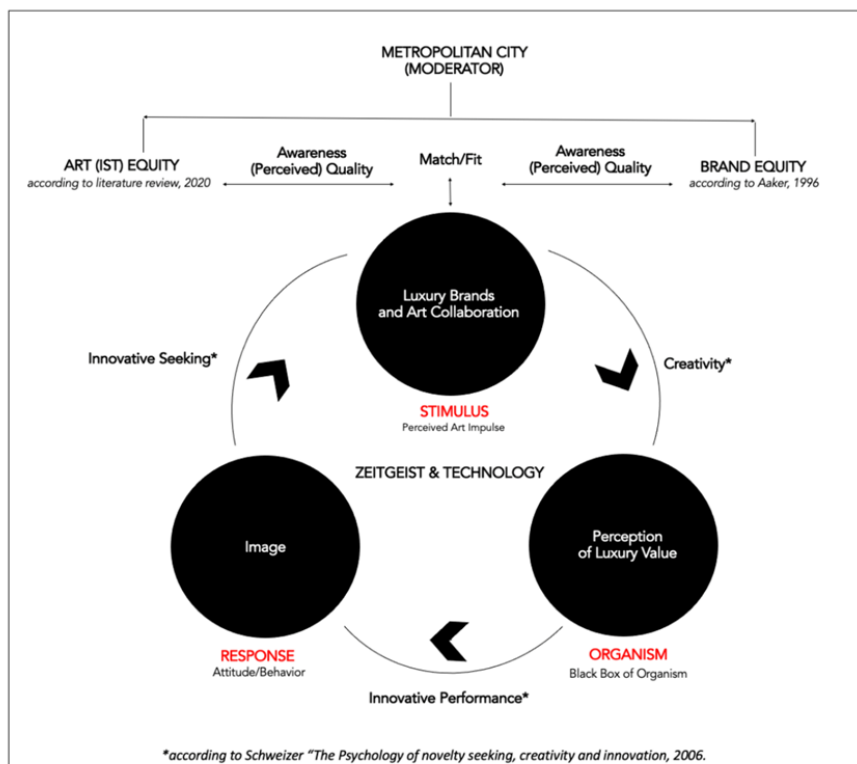 METROPOLITAN CITY
(MODERATOR)
ART (IST) EQUITY
according to literature review, 2020
Awareness
(Perceived) Quality
Match/Fit
Awareness
(Perceived) Quality
BRAND EQUITY
according to Aaker, 1996
Luxury Brands
and Art Collaboration
Innovative Seeking*
Creativity*
STIMULUS
Perceived Art Impulse
ZEITGEIST & TECHNOLOGY
Image
Perception
of Luxury Value
RESPONSE
Attitude/Behavior
ORGANISM
Black Box of Organism
Innovative Performance*
*according to Schweizer "The Psychology of novelty seeking, creativity and innovation, 2006.